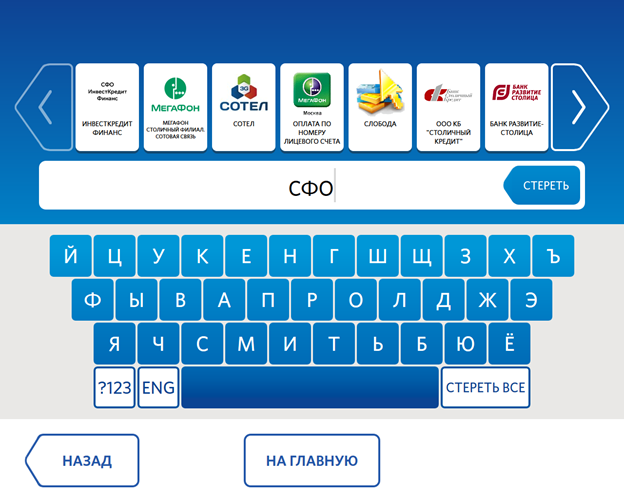 СФО
ИнвестКредит
Финанс
ИНВЕСТКРЕДИТ
ФИНАНС
МЕГАФОН
МЕГАФОН
СТОЛИЧНЫЙ ФИЛИАЛ.
СОТОВАЯ СВЯЗЬ
3G
СОТЕЛ
СОТЕЛ
МЕГАФОН
Москва
ОПЛАТА ПО
НОМЕРУ
ЛИЦЕВОГО СЧЕТА
СЛОБОДА
Банк
Столичный
Кредит
ООО КБ
"СТОЛИЧНЫЙ
КРЕДИТ"
БАНК
РАЗВИТИЕ
СТОЛИЦА
БАНК РАЗВИТИЕ-
СТОЛИЦА
СФО
СТЕРЕТЬ
Й Ц У К Е Н Г Ш Щ З Х Ъ
Ф Ы В А П Р О Л Д Ж Э
Я Ч С М И Т Ь Б Ю Ё
?123 ENG СТЕРЕТЬ ВСЕ
НАЗАД НА ГЛАВНУЮ